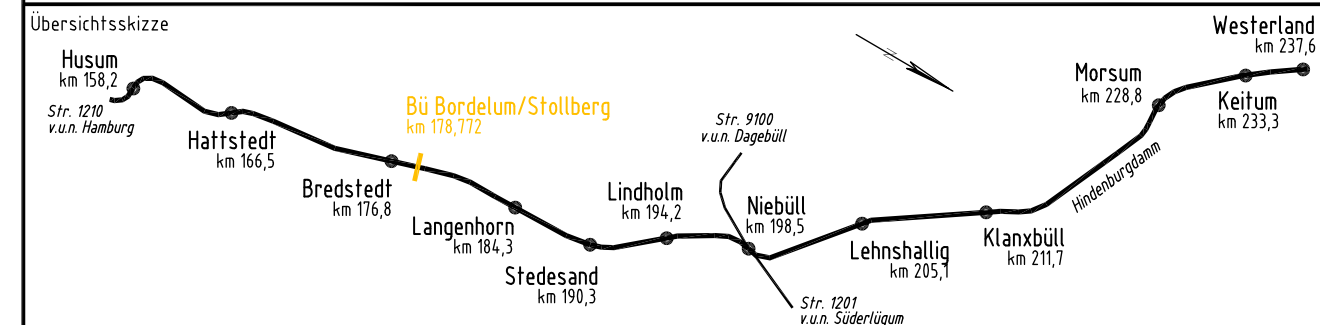 Übersichtsskizze
Husum
km 158,2
Str. 1210
v.u.n. Hamburg
Hattstedt
km 166,5
Bredstedt
km 176,8
Bü Bordelum/Stollberg
km 178,772
Langenhorn
km 184,3
Stedesand
km 190,3
Lindholm
km 194,2
Str. 9100
v.u.n. Dagebüll
Niebüll
km 198,5
Str. 1201
v.u.n. Süderlügum
Lehnshallig
km 205,1
Klanxbüll
km 211,7
Hindenburgdamm
N
Morsum
km 228,8
Keitum
km 233,3
Westerland
km 237,6